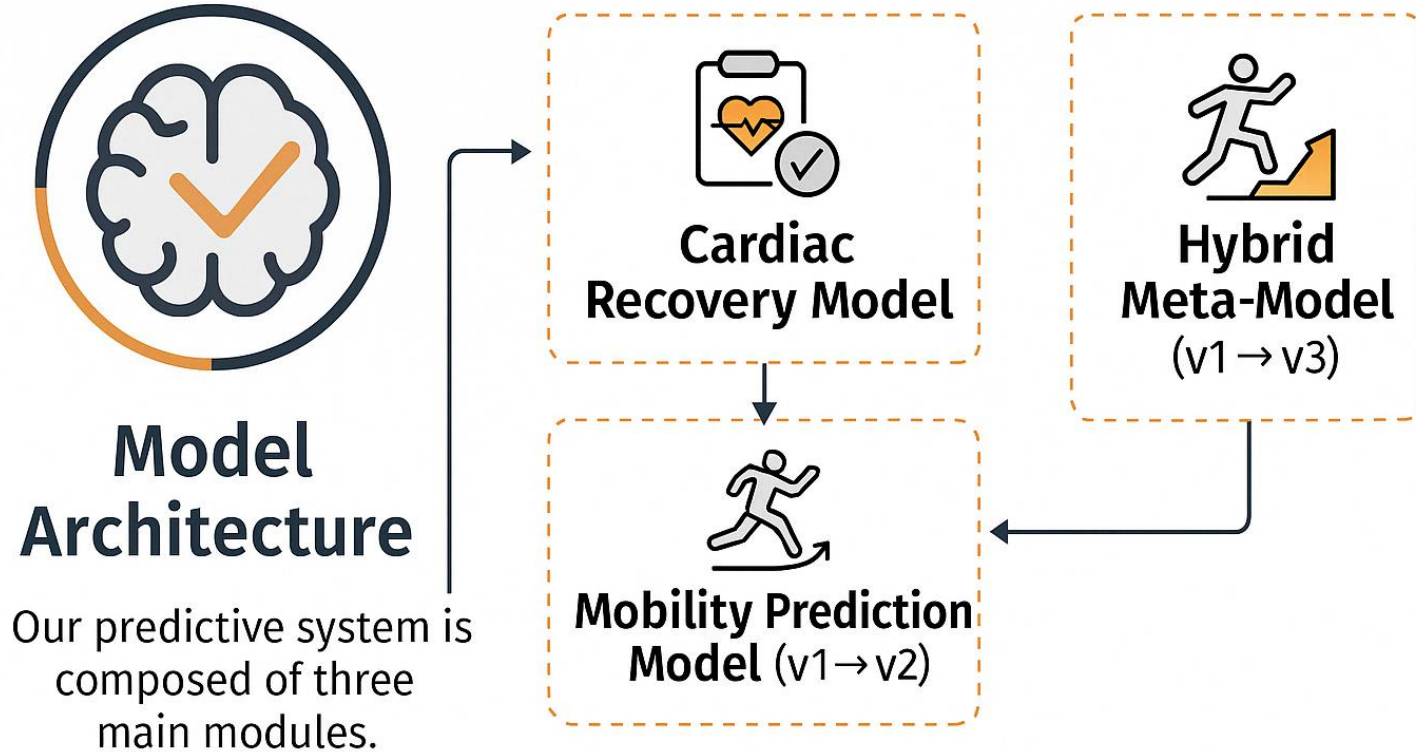 Model
Architecture
Our predictive system is
composed of three
main modules.
Cardiac
Recovery Model
Mobility Prediction
Model (v1→v2)
Hybrid
Meta-Model
(v1→v3)